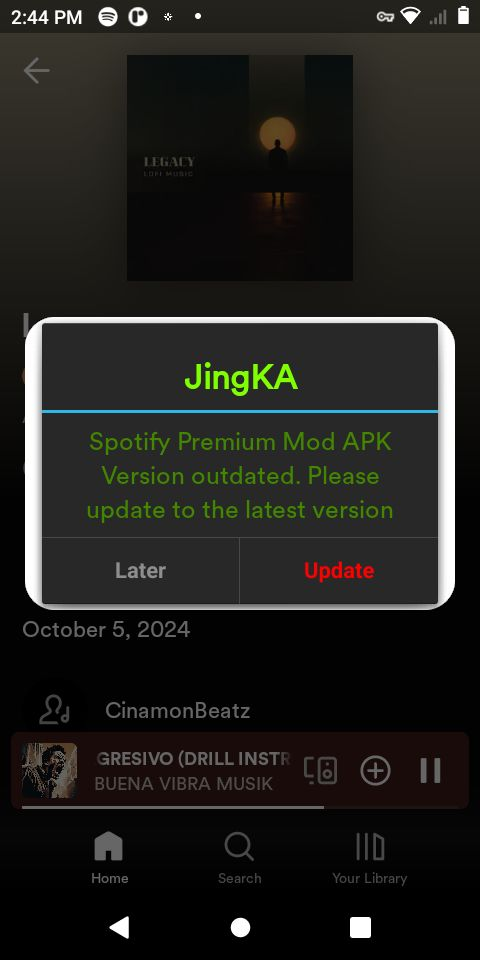 2:44 PM
LEGACY
LOFI MUSIC
JingKA
Spotify Premium Mod APK
Version outdated. Please
update to the latest version
Later
Update
October 5, 2024
CinamonBeatz
GRESIVO (DRILL INSTR
BUENA VIBRA MUSIK
Home
Search
Your Library